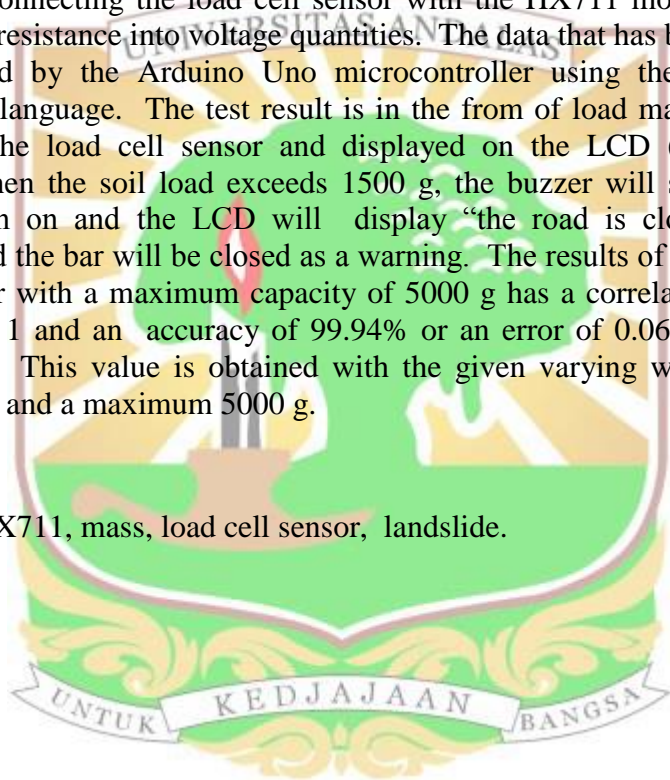 connecting the load cell sensor with the HX711 mo
resistance into voltage quantities. The data that has b
UNIVERSITAS ANDALAS
d by the Arduino Uno microcontroller using the
language. The test result is in the from of load ma
he load cell sensor and displayed on the LCD (
hen the soil load exceeds 1500 g, the buzzer will s
n on and the LCD will display “the road is clo
d the bar will be closed as a warning. The results of
r with a maximum capacity of 5000 g has a correla
1 and an accuracy of 99.94% or an error of 0.06
This value is obtained with the given varying w
and a maximum 5000 g.
X711, mass, load cell sensor, landslide.
UNTUK KEDJAJAAN BANGSA